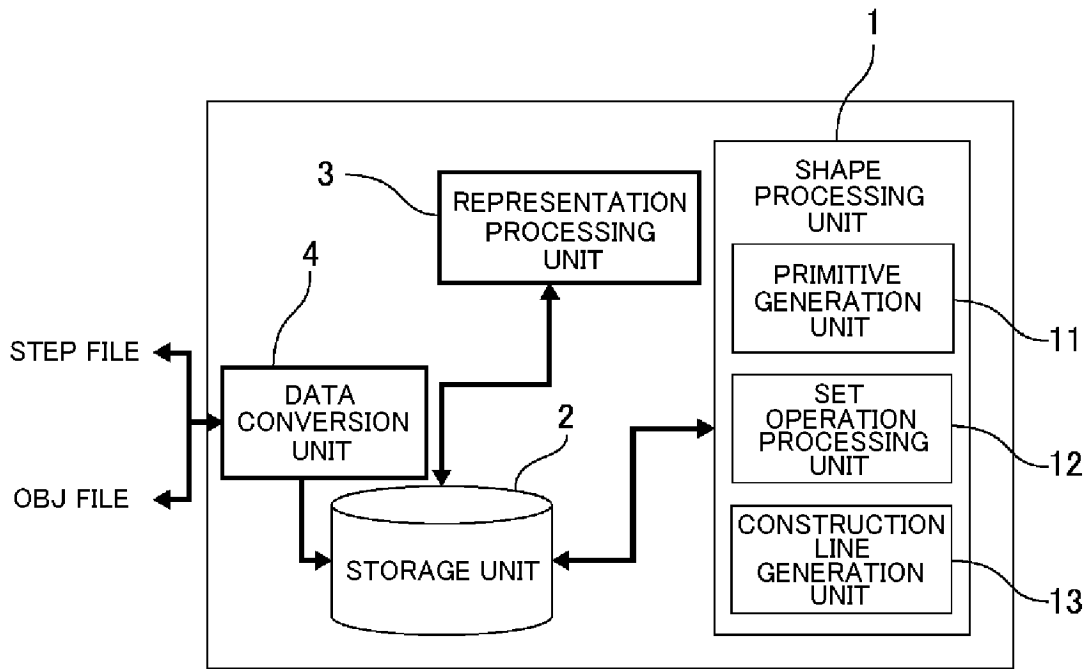 1
SHAPE
PROCESSING
UNIT
3
REPRESENTATION
PROCESSING
UNIT
4
PRIMITIVE
GENERATION
UNIT
11
STEP FILE
DATA
CONVERSION
UNIT
OBJ FILE
2
STORAGE UNIT
SET
OPERATION
PROCESSING
UNIT
12
CONSTRUCTION
LINE
GENERATION
UNIT
13